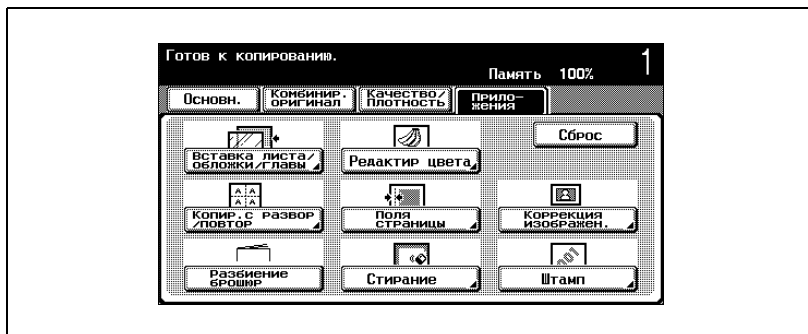 Готов к копированию.
Память 100% 1
Основн. Комбинир. оригинал Качество/ Плотность Прило- жения
Сброс
Вставка листа/ обложки/главы
Редактир цвета
Копир.с развор /повтор
Поля страницы
Коррекция изображен.
Разбиение брошюр
Стирание
Штамп